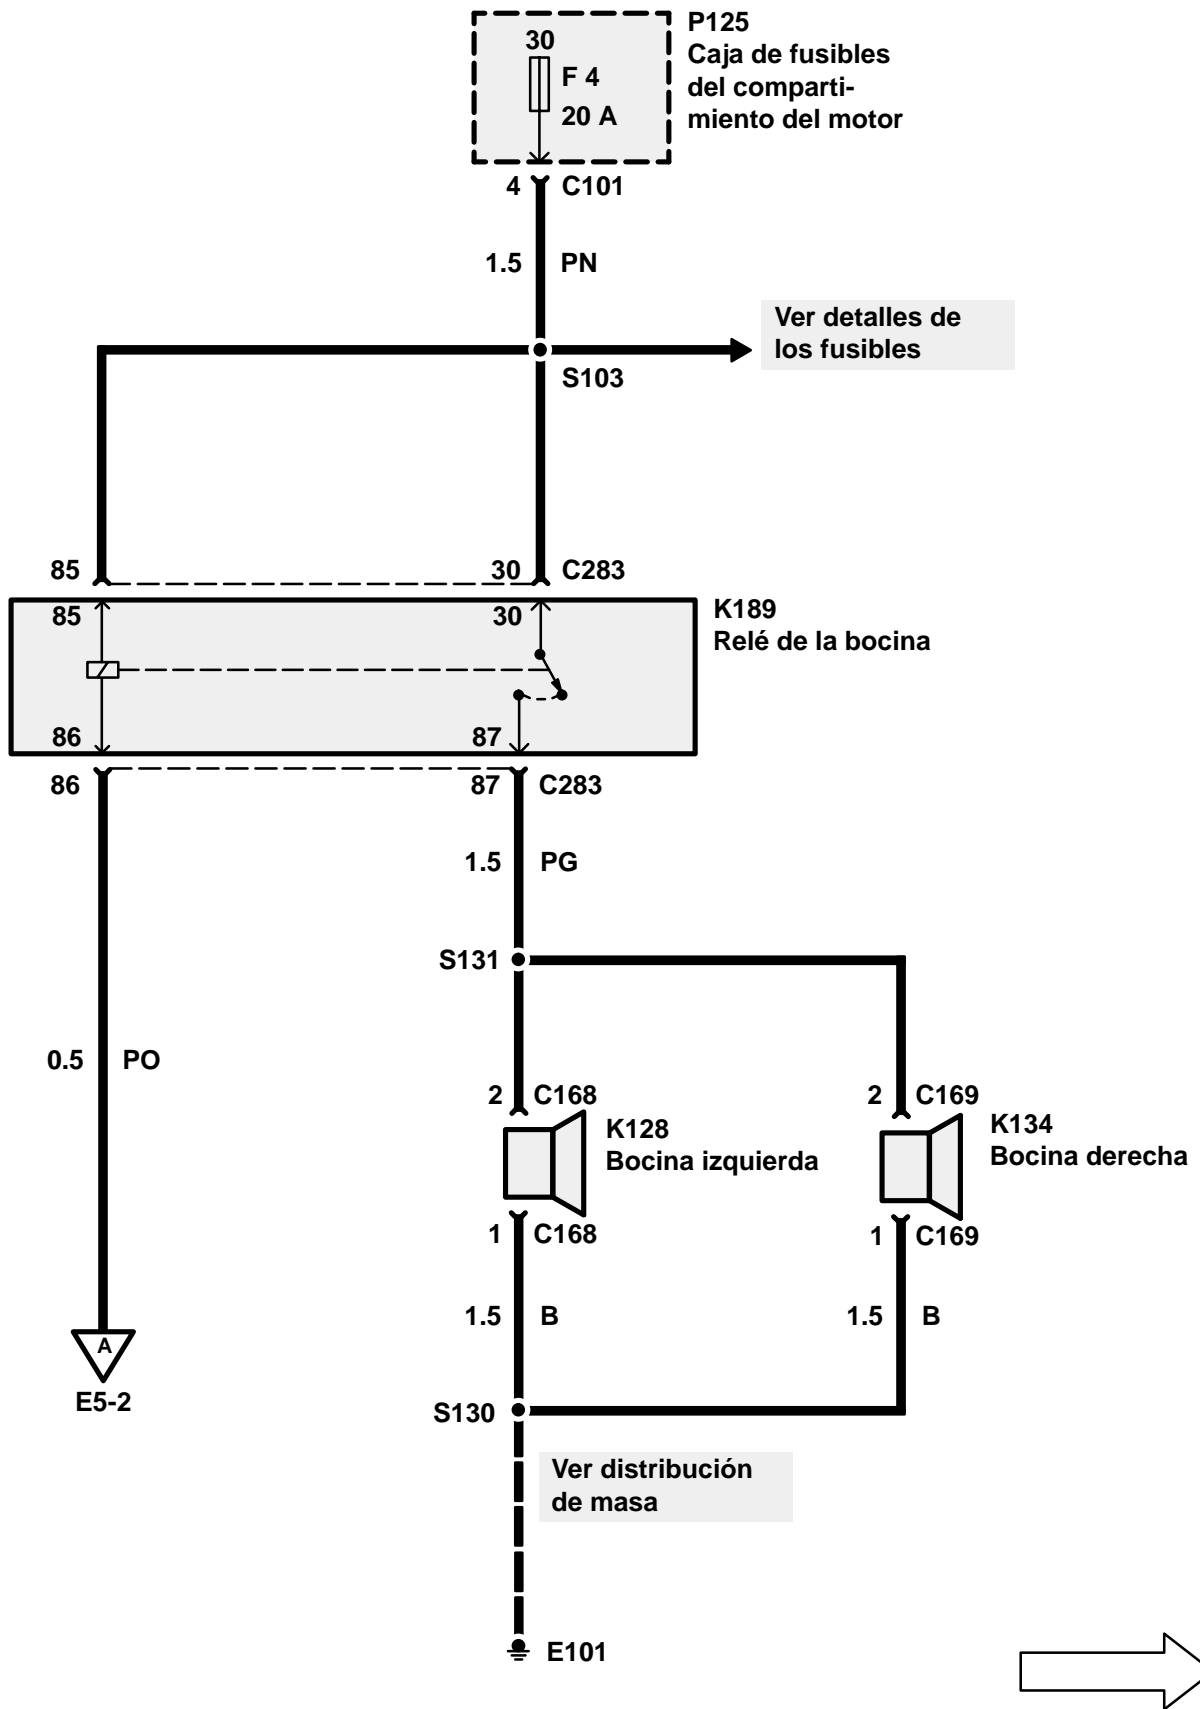 P125
Caja de fusibles
del comparti-
miento del motor
30
F 4
20 A
4 C101
1.5 PN
Ver detalles de
los fusibles
S103
85 30 C283
85 30
K189
Relé de la bocina
86 87
86 87 C283
1.5 PG
S131
0.5 PO
2 C168
2 C169
K128
Bocina izquierda
K134
Bocina derecha
1 C168
1 C169
1.5 B
1.5 B
A
E5-2
S130
Ver distribución
de masa
E101